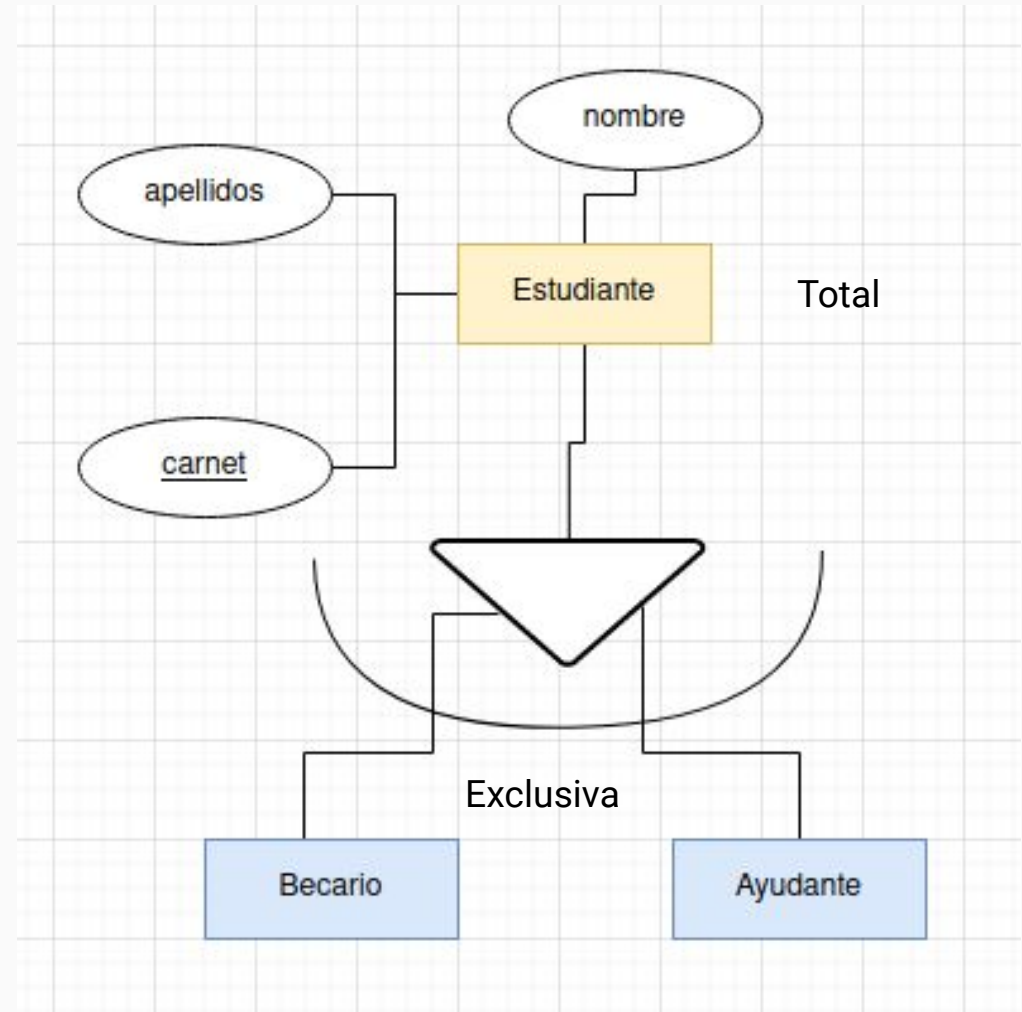 nombre
apellidos
Estudiante
Total
carnet
Exclusiva
Becario
Ayudante